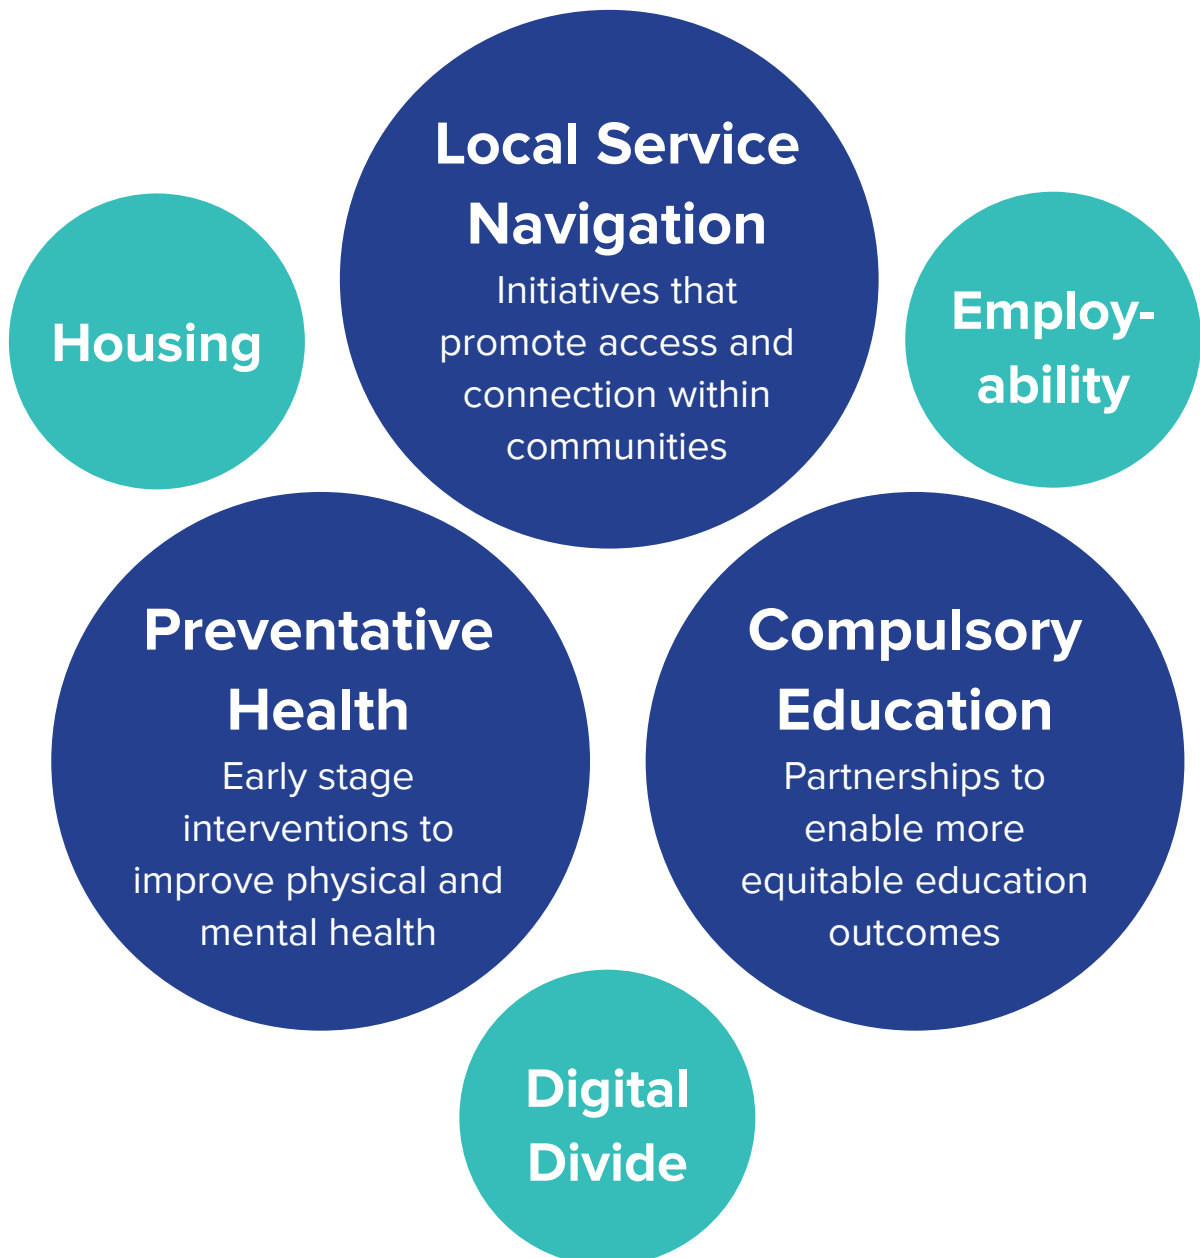 Local Service
Navigation
Initiatives that
promote access and
connection within
communities
Housing
Employ-
ability
Preventative
Health
Early stage
interventions to
improve physical and
mental health
Compulsory
Education
Partnerships to
enable more
equitable education
outcomes
Digital
Divide